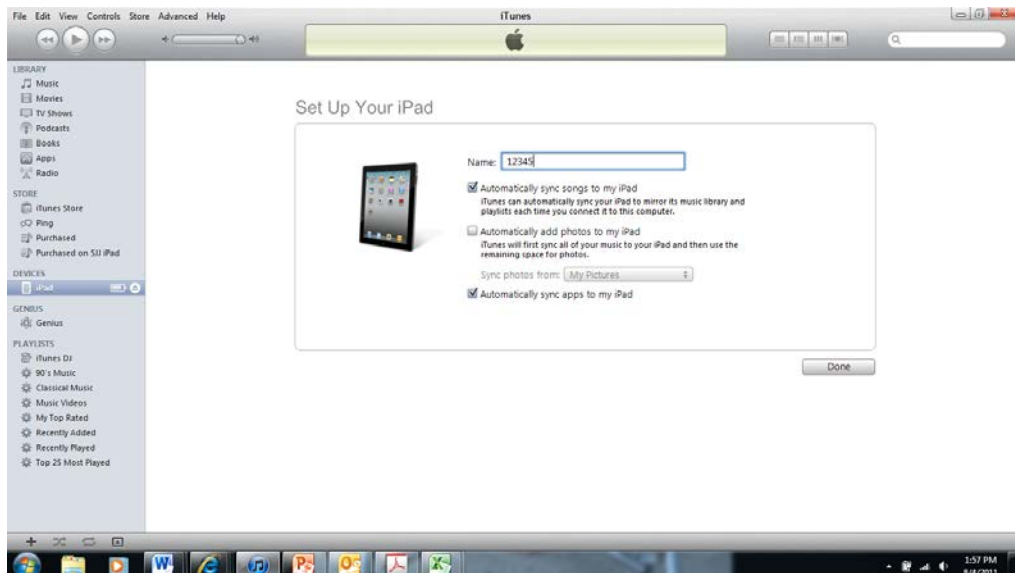 File Edit View Controls Store Advanced Help
iTunes
LIBRARY
Music
Movies
TV Shows
Podcasts
Books
Apps
Radio
STORE
iTunes Store
Ping
Purchased
Purchased on SJJ iPad
DEVICES
iPad
GENIUS
Genius
PLAYLISTS
iTunes DJ
90's Music
Classical Music
Music Videos
My Top Rated
Recently Added
Recently Played
Top 25 Most Played
Set Up Your iPad
Name: 12345
Automatically sync songs to my iPad
iTunes can automatically sync your iPad to mirror its music library and
playlists each time you connect it to this computer.
Automatically add photos to my iPad
iTunes will first sync all of your music to your iPad and then use the
remaining space for photos.
Sync photos from: My Pictures
Automatically sync apps to my iPad
Done
1:57 PM